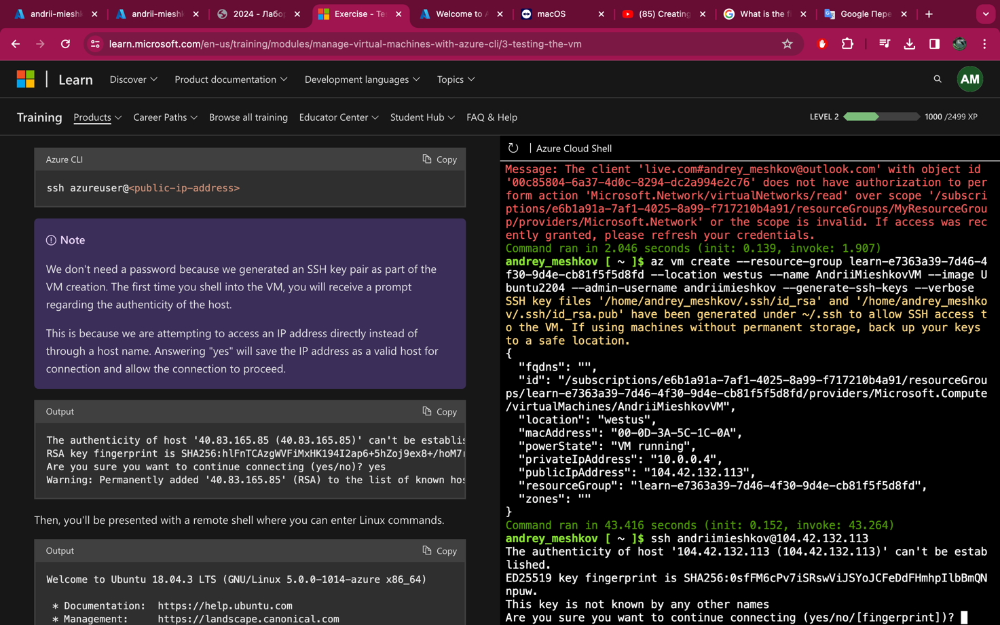 andrii-mieshk
andrii-miesh
2024 - Лабор
Exercise - Te
Welcome to A
macOS
(85) Creating
What is the fi
Google Пере
learn.microsoft.com/en-us/training/modules/manage-virtual-machines-with-azure-cli/3-testing-the-vm
Learn
Discover
Product documentation
Development languages
Topics
AM
Training
Products
Career Paths
Browse all training
Educator Center
Student Hub
FAQ & Help
LEVEL 2
1000 /2499 XP
Azure CLI
Copy
ssh azureuser@<public-ip-address>
Note
We don't need a password because we generated an SSH key pair as part of the
VM creation. The first time you shell into the VM, you will receive a prompt
regarding the authenticity of the host.
This is because we are attempting to access an IP address directly instead of
through a host name. Answering "yes" will save the IP address as a valid host for
connection and allow the connection to proceed.
Output
Copy
The authenticity of host '40.83.165.85 (40.83.165.85)' can't be establis
RSA key fingerprint is SHA256:hlFnTCAzgWVFiMxHK194I2ap6+5hZoj9ex8+/hoM7r
Are you sure you want to continue connecting (yes/no)? yes
Warning: Permanently added '40.83.165.85' (RSA) to the list of known hos
Then, you'll be presented with a remote shell where you can enter Linux commands.
Output
Copy
Welcome to Ubuntu 18.04.3 LTS (GNU/Linux 5.0.0-1014-azure x86_64)
* Documentation:  https://help.ubuntu.com
* Management:     https://landscape.canonical.com
Azure Cloud Shell
Message: The client 'live.com#andrey_meshkov@outlook.com' with object id
'00c85804-6a37-4d0c-8294-dc2a994e2c76' does not have authorization to per
form action 'Microsoft.Network/virtualNetworks/read' over scope '/subscri
ptions/e6b1a91a-7af1-4025-8a99-f717210b4a91/resourceGroups/MyResourceGrou
p/providers/Microsoft.Network' or the scope is invalid. If access was rec
ently granted, please refresh your credentials.
Command ran in 2.046 seconds (init: 0.139, invoke: 1.907)
andrey_meshkov [ ~ ]$ az vm create --resource-group learn-e7363a39-7d46-4
f30-9d4e-cb81f5f5d8fd --location westus --name AndriiMieshkovVM --image U
buntu2204 --admin-username andriimieshkov --generate-ssh-keys --verbose
SSH key files '/home/andrey_meshkov/.ssh/id_rsa' and '/home/andrey_meshko
v/.ssh/id_rsa.pub' have been generated under ~/.ssh to allow SSH access t
o the VM. If using machines without permanent storage, back up your keys
to a safe location.
{
"fqdns": "",
"id": "/subscriptions/e6b1a91a-7af1-4025-8a99-f717210b4a91/resourceGrou
ps/learn-e7363a39-7d46-4f30-9d4e-cb81f5f5d8fd/providers/Microsoft.Compute
/virtualMachines/AndriiMieshkovVM",
"location": "westus",
"macAddress": "00-0D-3A-5C-1C-0A",
"powerState": "VM running",
"privateIpAddress": "10.0.0.4",
"publicIpAddress": "104.42.132.113",
"resourceGroup": "learn-e7363a39-7d46-4f30-9d4e-cb81f5f5d8fd",
"zones": ""
}
Command ran in 43.416 seconds (init: 0.152, invoke: 43.264)
andrey_meshkov [ ~ ]$ ssh andriimieshkov@104.42.132.113
The authenticity of host '104.42.132.113 (104.42.132.113)' can't be estab
lished.
ED25519 key fingerprint is SHA256:0sfFM6cPv7iSRswViJSYoJCFeDdFHmhpIlbBmQN
npuw.
This key is not known by any other names
Are you sure you want to continue connecting (yes/no/[fingerprint])?